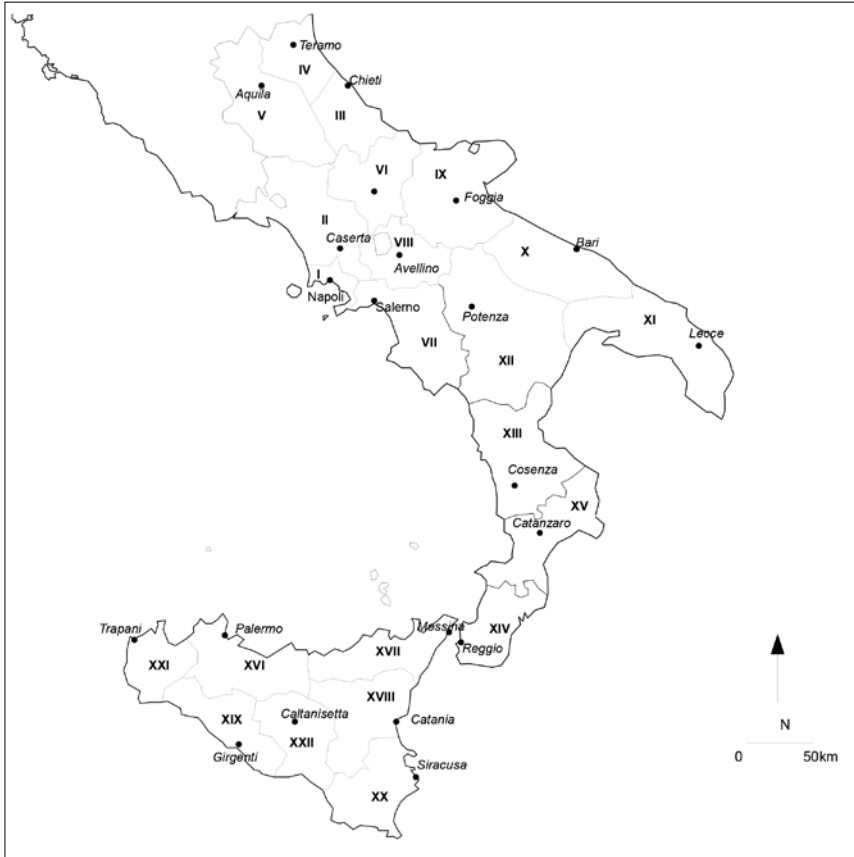 Teramo
IV
Chieti
Aquila
V
III
VI
IX
Foggia
II
Caserta
VIII
Avellino
X
Bari
I
Napoli
Salerno
Potenza
XI
Leoce
VII
XII
XIII
Cosenza
XV
Catanzaro
Trapani
Palermo
Messina
XIV
Reggio
XXI
XVI
XVII
XVIII
XIX
Caltanisetta
Catania
XXII
Girgenti
Siracusa
XX
N
0 50km